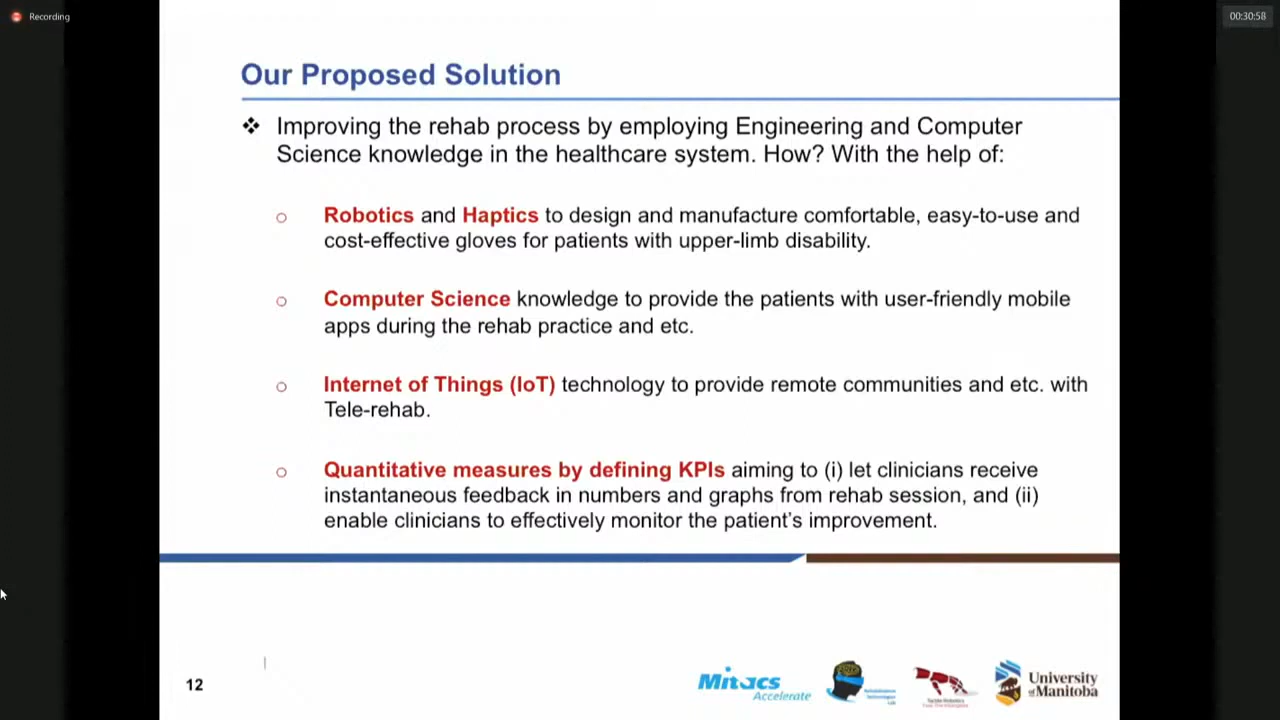 Recording
00:30:58
Our Proposed Solution
❖ Improving the rehab process by employing Engineering and Computer
Science knowledge in the healthcare system. How? With the help of:
○ Robotics and Haptics to design and manufacture comfortable, easy-to-use and
cost-effective gloves for patients with upper-limb disability.
○ Computer Science knowledge to provide the patients with user-friendly mobile
apps during the rehab practice and etc.
○ Internet of Things (IoT) technology to provide remote communities and etc. with
Tele-rehab.
○ Quantitative measures by defining KPIs aiming to (i) let clinicians receive
instantaneous feedback in numbers and graphs from rehab session, and (ii)
enable clinicians to effectively monitor the patient's improvement.
12
Mitacs
Accelerate
Tactile Robotics
University
of Manitoba